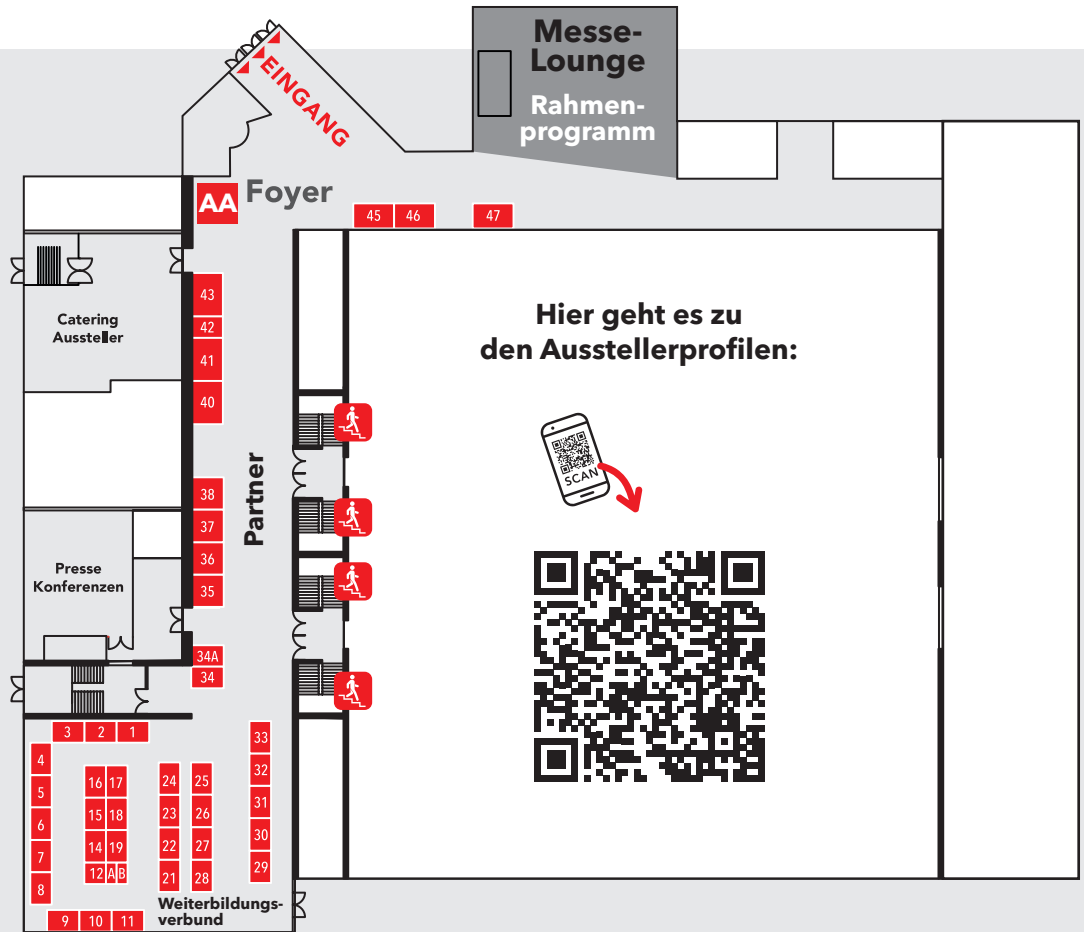 Messe-
Lounge
Rahmen-
programm
EINGANG
AA
Foyer
45
46
47
43
42
41
40
38
37
36
35
34A
34
Catering
Aussteller
Partner
Presse
Konferenzen
Hier geht es zu
den Ausstellerprofilen:
SCAN
3 2 1
4
5
6
7
8
16 17
15 18
14 19
12 A B
24 25
23 26
22 27
21 28
33
32
31
30
29
9 10 11
Weiterbildungs-
verbund